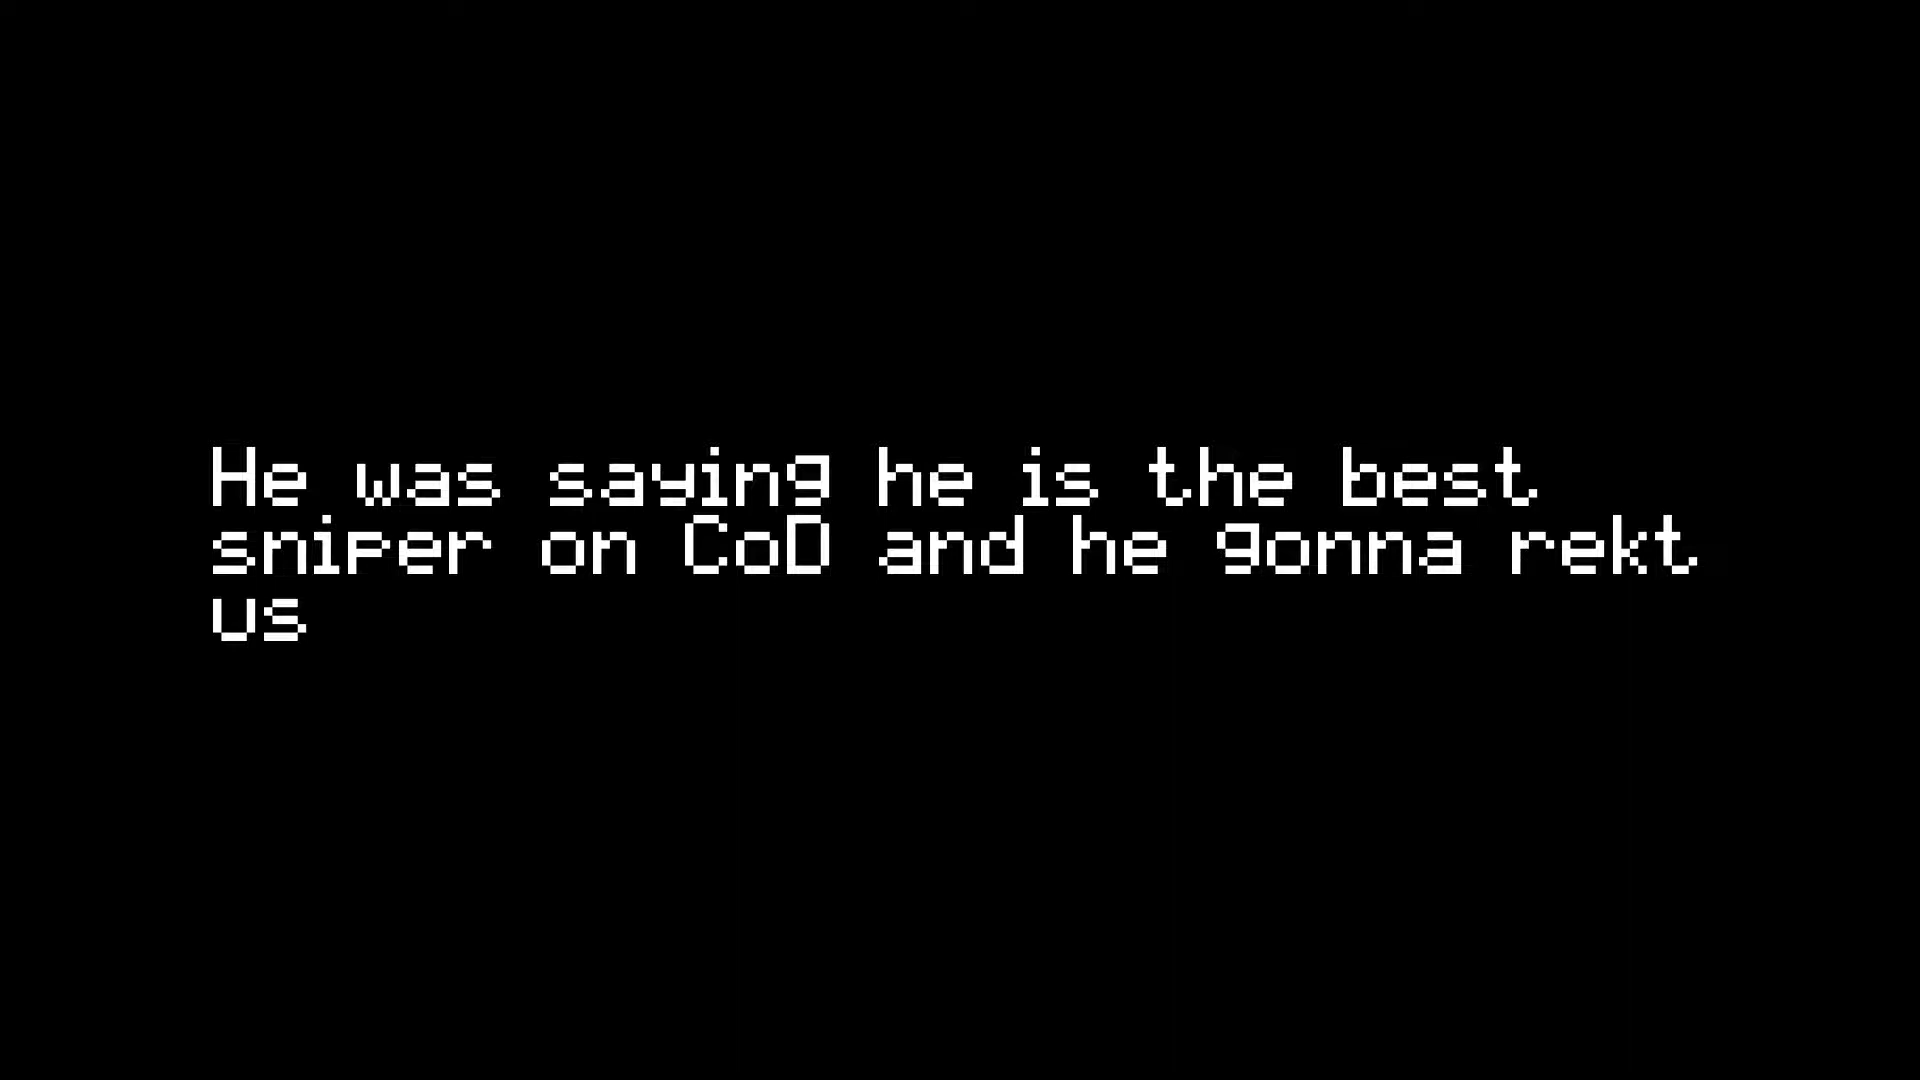 He was saying he is the best
sniper on CoD and he gonna rekt
us